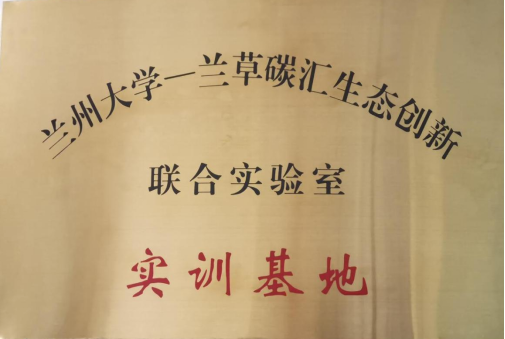 兰州大学—兰草碳汇生态创新
联合实验室
实训基地